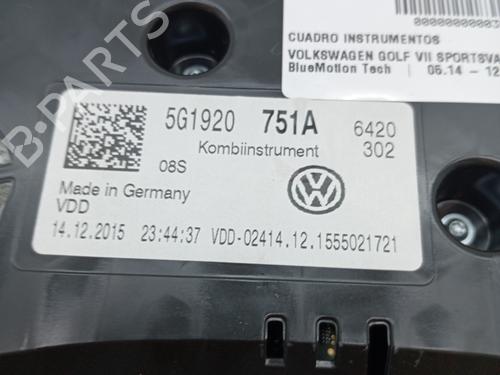 CUADRO INSTRUMENTOS
VOLKSWAGEN GOLF VII SPORTSVA
BlueMotion Tech | 05.14 - 12
5G1920 751A 6420
Kombiinstrument 302
08S
Made in Germany
VDD
14.12.2015 23:44:37 VDD-02414.12.1555021721
B-PARTS